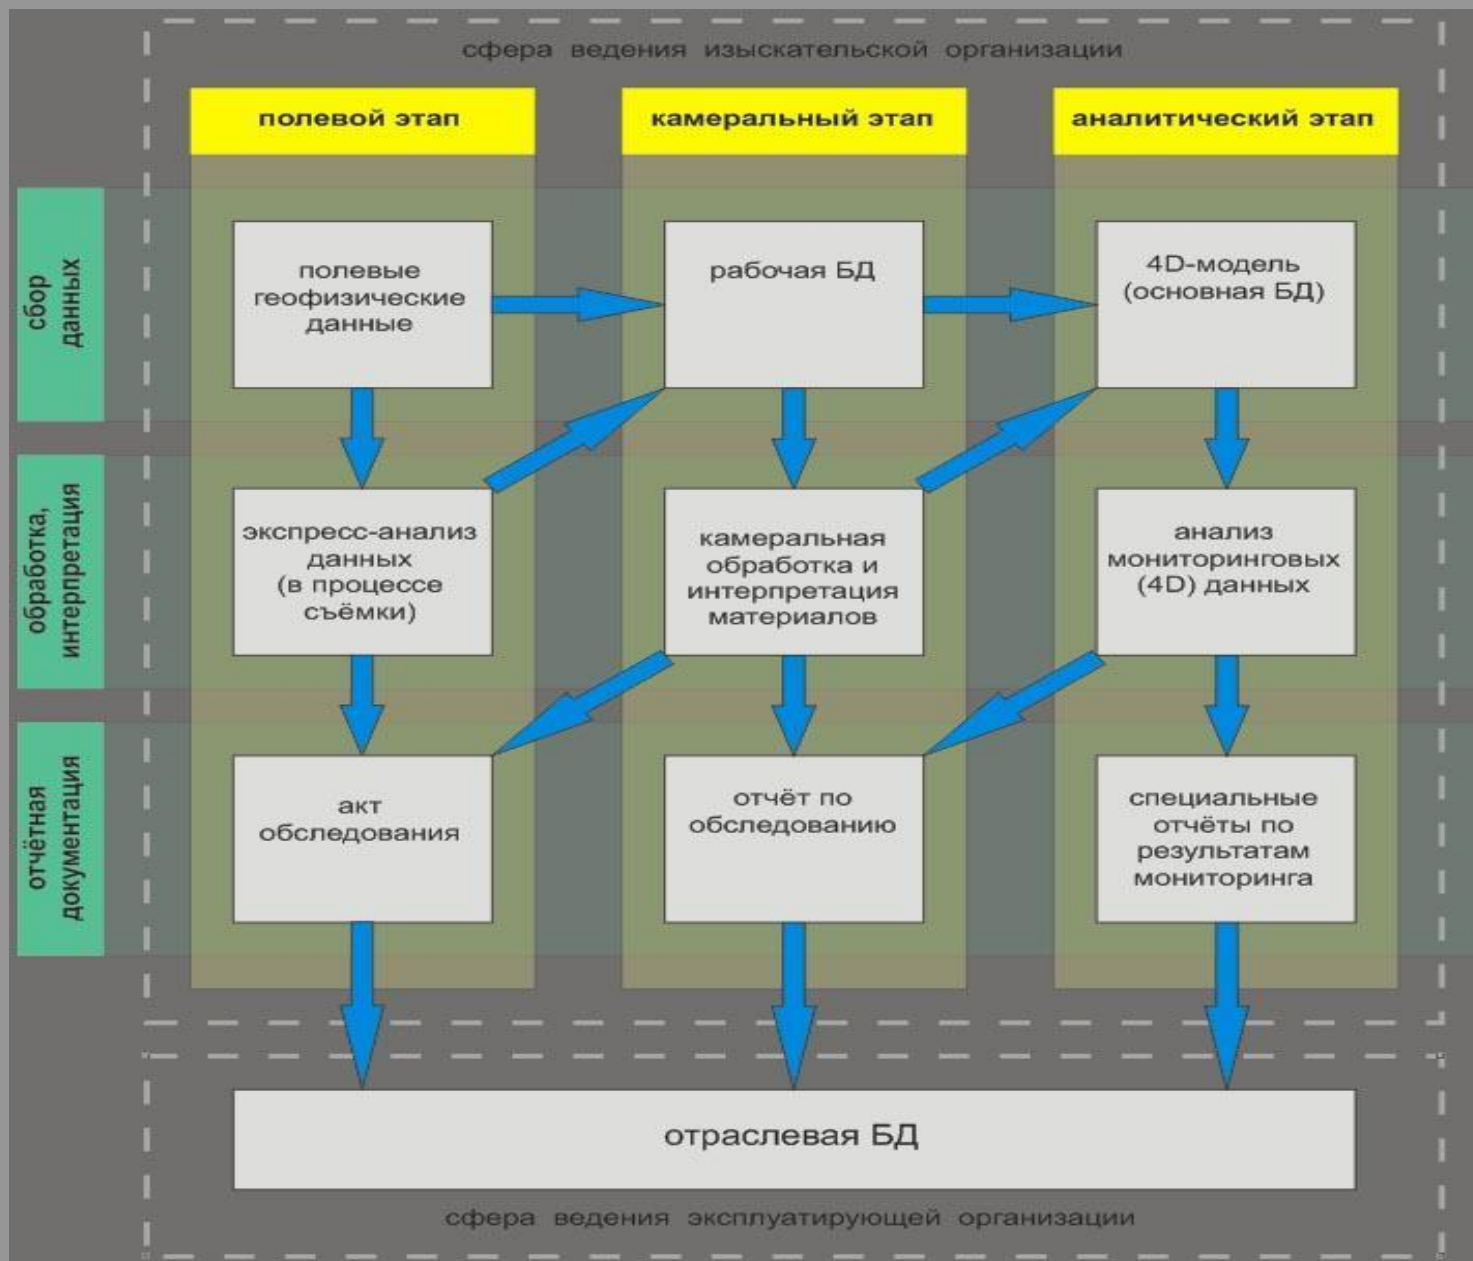 сфера ведения изыскательской организации
полевой этап
камеральный этап
аналитический этап
сбор
данных
полевые
геофизические
данные
рабочая БД
4D-модель
(основная БД)
обработка,
интерпретация
экспресс-анализ
данных
(в процессе
съёмки)
камеральная
обработка и
интерпретация
материалов
анализ
мониторинговых
(4D) данных
отчётная
документация
акт
обследования
отчёт по
обследованию
специальные
отчёты по
результатам
мониторинга
отраслевая БД
сфера ведения эксплуатирующей организации